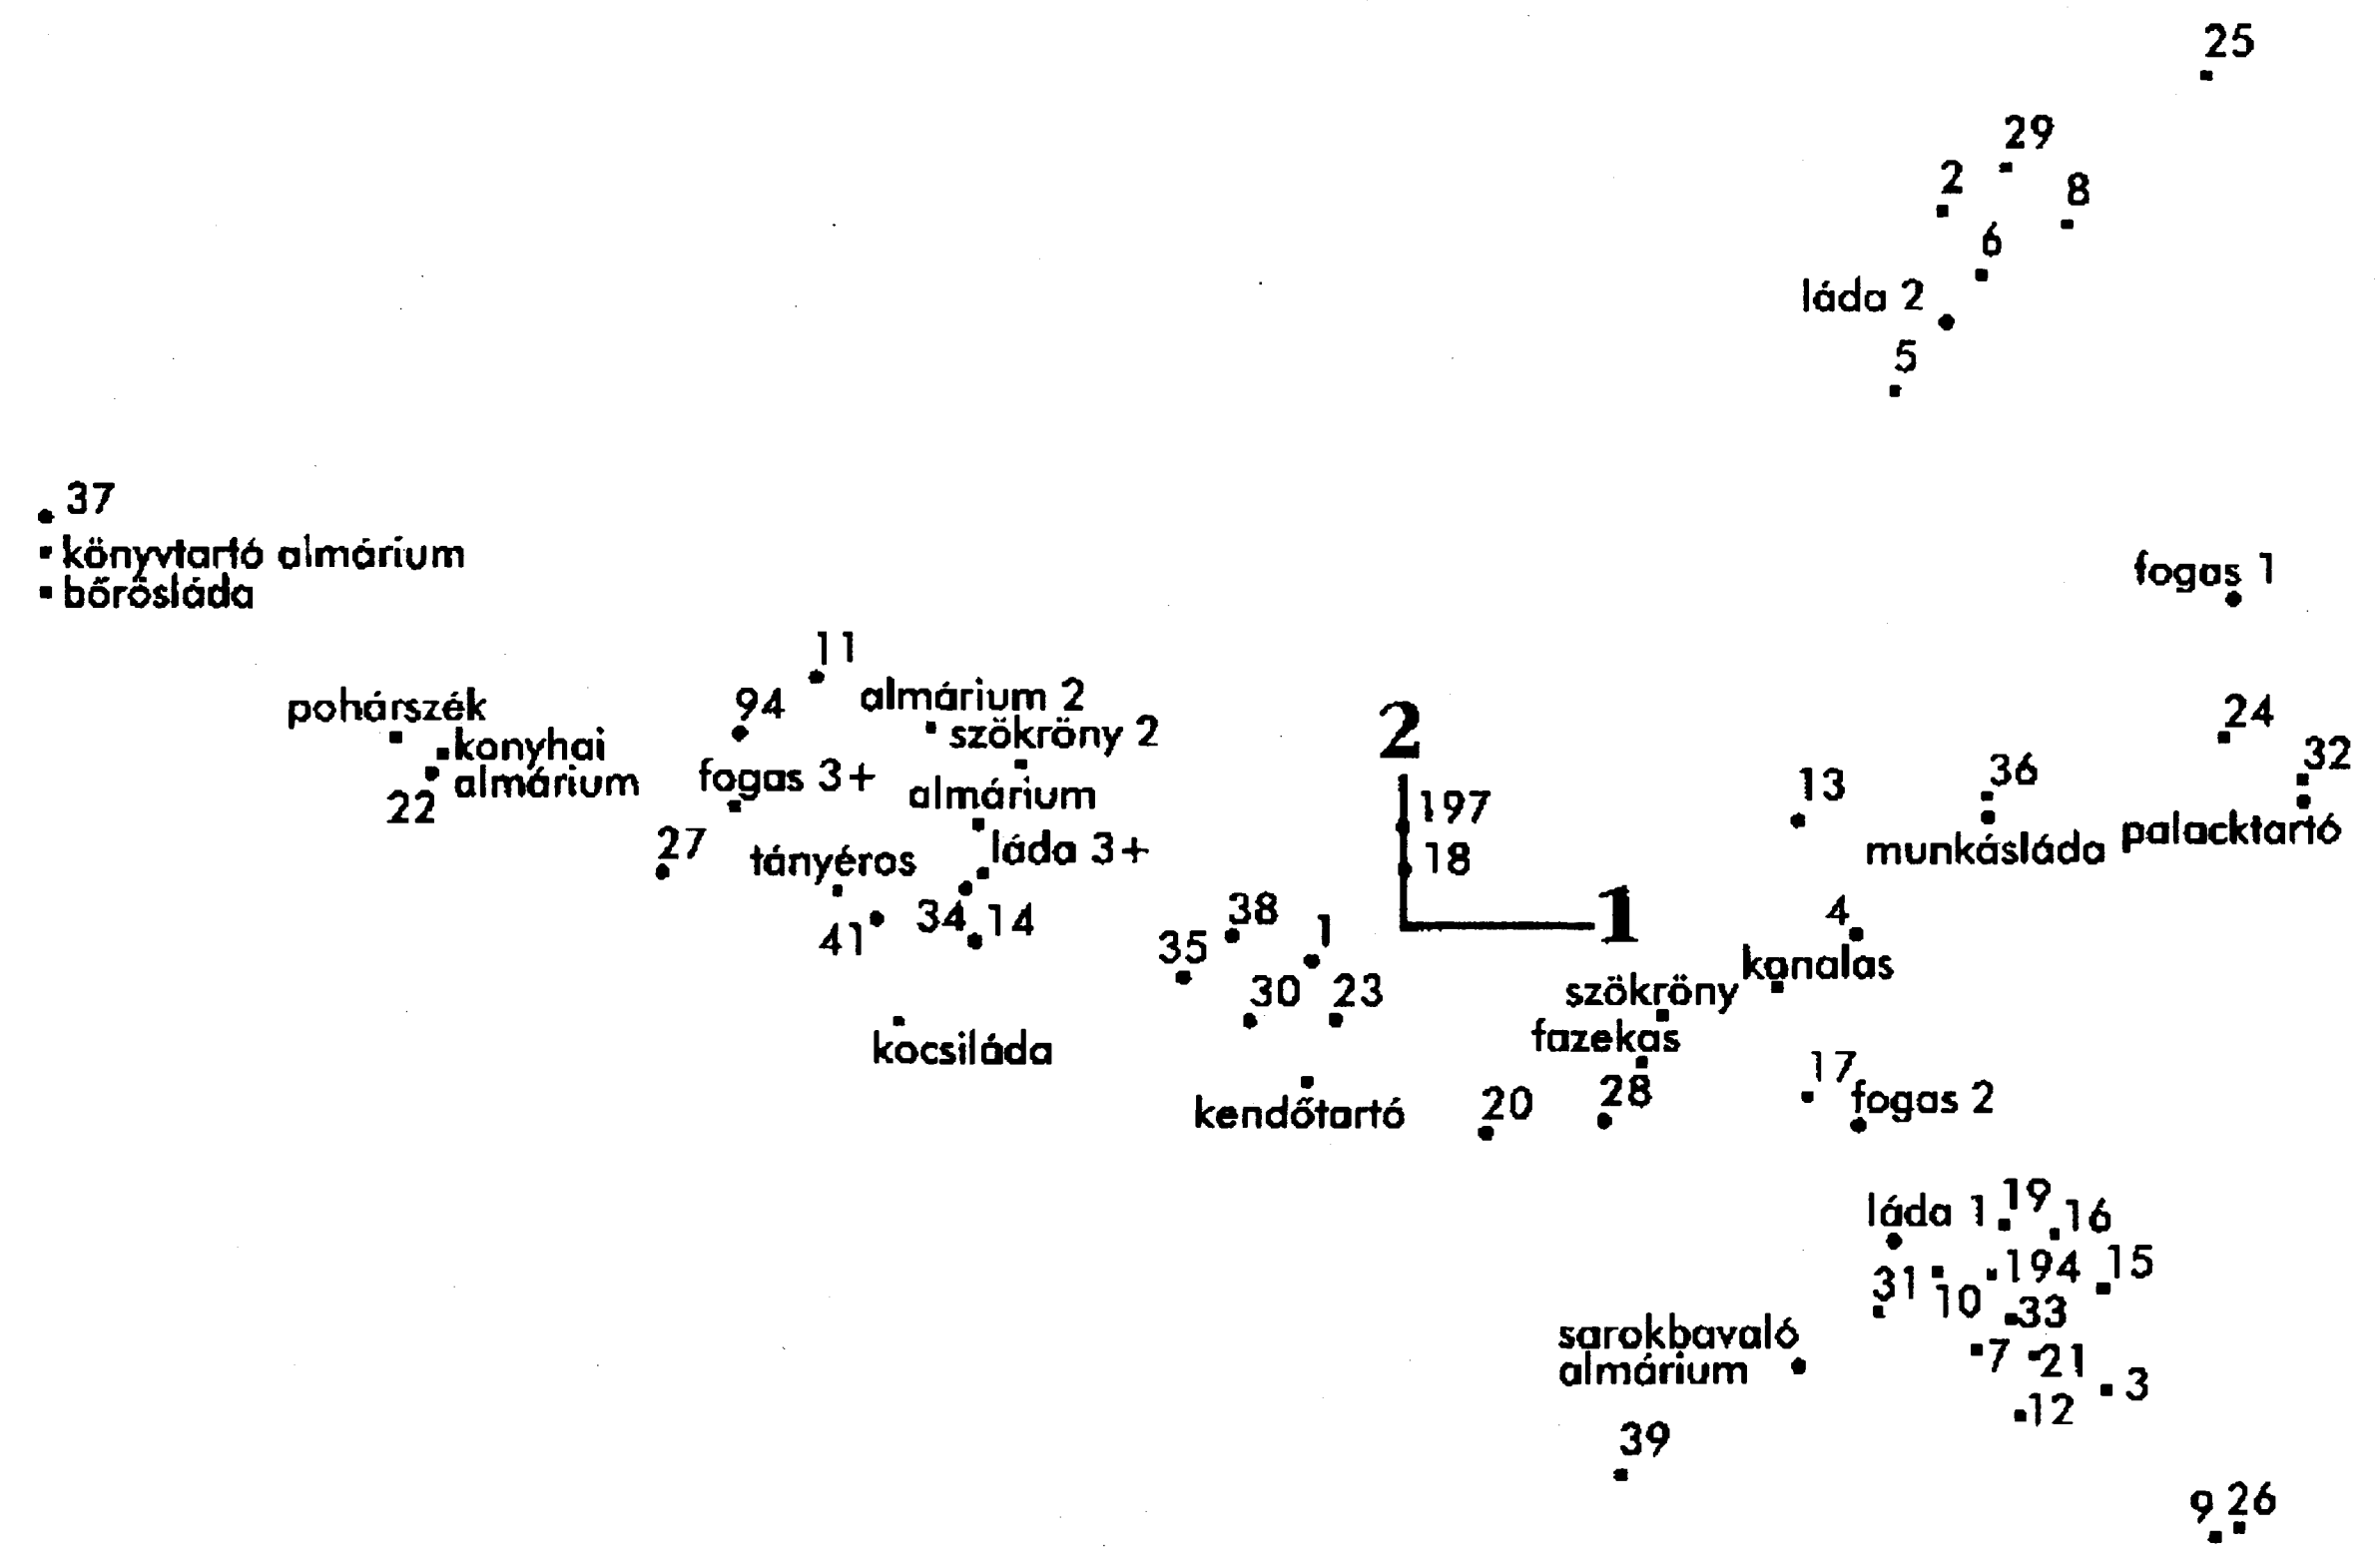 25
29
2
8
6
láda 2
5
37
könyvtartó almárium
bőrösláda
fogas 1
11
pohárszék
94
almárium 2
szökröny 2
2
24
konyhai
almárium
22
fogas 3+
almárium
197
13
36
32
27
tányéros
láda 3+
18
munkásláda
palacktartó
41
34
14
38
1
1
4
35
30
23
kanalas
szökröny
kocsiláda
fazekas
kendőtartó
20
28
17
fogas 2
láda 1
19
16
31
10
194
15
33
sarokbavaló
almárium
7
21
3
12
39
9
26